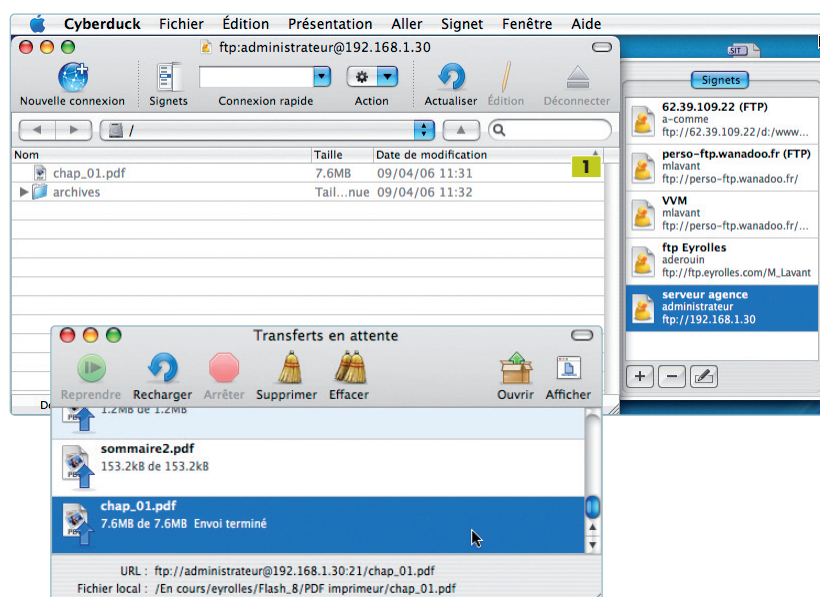 Cyberduck Fichier Édition Présentation Aller Signet Fenêtre Aide
ftp:administrateur@192.168.1.30
SIT
Nouvelle connexion Signets Connexion rapide Action Actualiser Édition Déconnecter
/
Nom Taille Date de modification
1
chap_01.pdf 7.6MB 09/04/06 11:31
archives Tail...nue 09/04/06 11:32
Signets
62.39.109.22 (FTP)
a-comme
ftp://62.39.109.22/d:/www...
perso-ftp.wanadoo.fr (FTP)
mlavant
ftp://perso-ftp.wanadoo.fr/
VVM
mlavant
ftp://perso-ftp.wanadoo.fr/...
ftp Eyrolles
aderouin
ftp://ftp.eyrolles.com/M_Lavant
serveur agence
administrateur
ftp://192.168.1.30
Transferts en attente
Reprendre Recharger Arrêter Supprimer Effacer Ouvrir Afficher
1.2MB de 1.2MB
sommaire2.pdf
153.2kB de 153.2kB
chap_01.pdf
7.6MB de 7.6MB Envoi terminé
URL : ftp://administrateur@192.168.1.30:21/chap_01.pdf
Fichier local : /En cours/eyrolles/Flash_8/PDF imprimeur/chap_01.pdf